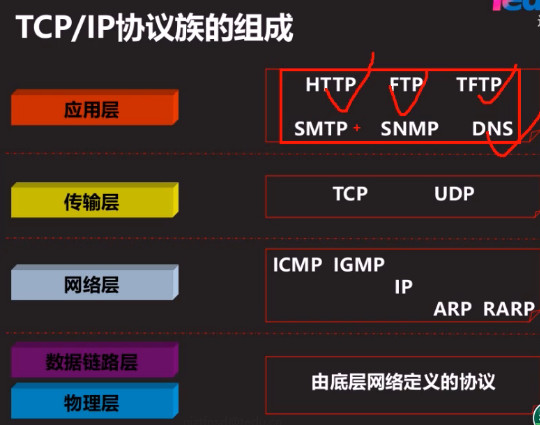 TCP/IP协议族的组成
应用层
HTTP FTP TFTP
SMTP SNMP DNS
传输层
TCP UDP
网络层
ICMP IGMP
IP
ARP RARP
数据链路层
物理层
由底层网络定义的协议